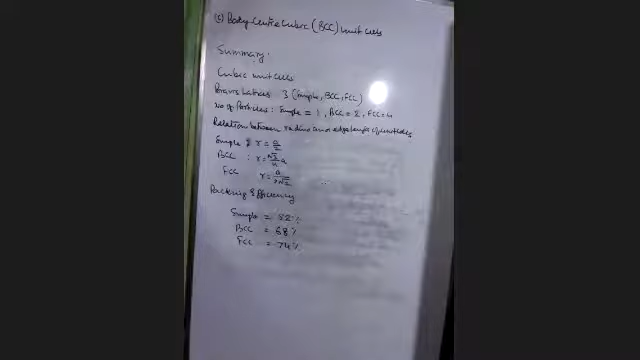 (c) Body Centre Cubic (BCC) unit cells
Summary:
Cubic unit cells
Bravis Lattices 3 (Simple, BCC, FCC)
No of Particles: Simple = 1, BCC = 2, FCC = 4
Relation between radius and edge length of unit cells
Simple r = a/2
BCC : r = √3/4 a
FCC r = a/2√2
Packing Efficiency
Simple = 52%
BCC = 68%
FCC = 74%